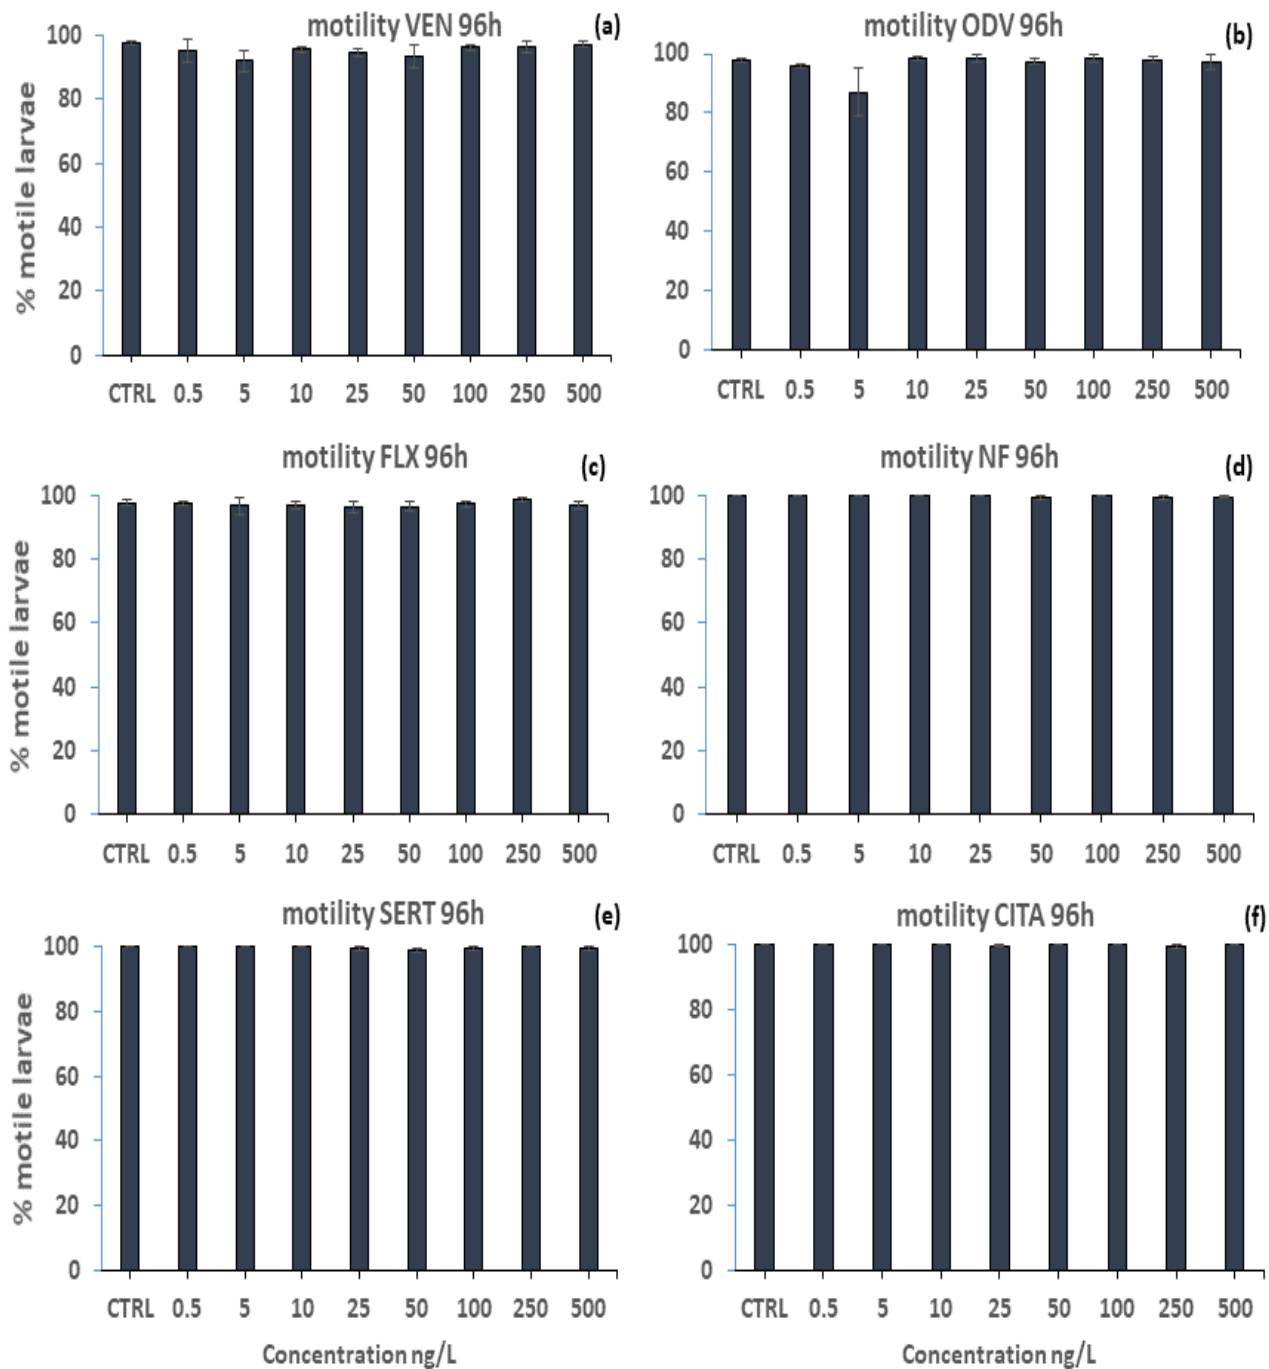 motility VEN 96h
(a)
% motile larvae
100
80
60
40
20
0
CTRL 0.5 5 10 25 50 100 250 500
motility ODV 96h
(b)
100
80
60
40
20
0
CTRL 0.5 5 10 25 50 100 250 500
motility FLX 96h
(c)
% motile larvae
100
80
60
40
20
0
CTRL 0.5 5 10 25 50 100 250 500
motility NF 96h
(d)
100
80
60
40
20
0
CTRL 0.5 5 10 25 50 100 250 500
motility SERT 96h
(e)
% motile larvae
100
80
60
40
20
0
CTRL 0.5 5 10 25 50 100 250 500
Concentration ng/L
motility CITA 96h
(f)
100
80
60
40
20
0
CTRL 0.5 5 10 25 50 100 250 500
Concentration ng/L